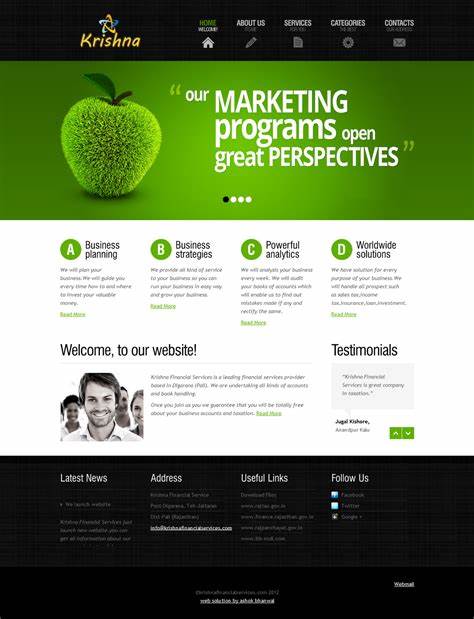 Krishna
HOME
WELCOME!
ABOUT US
SERVICES
FOR YOU
CATEGORIES
THE BEST
CONTACTS
OUR ADDRESS
“ our MARKETING
programs open
great PERSPECTIVES ”
A Business
planning
We will plan your
business.We will guide you
every time how to and where
to invest your valuable
money.
Read More
B Business
strategies
We provide all kind of service
to your business so you can
run your business in easy way
and grow your business.
Read More
C Powerful
analytics
We will analysis your business
every week. We will audit
your books of accounts which
will enable us to find out
mistakes made if any and
rectify the same.
Read More
D Worldwide
solutions
We have solution for every
purpose of your business.We
will handle all prospect such
as sales tax,income
tax,insurance,loan,investment.
Read More
Welcome, to our website!
Krishna Financial Services is a leading financial services provider
based in Digarana (Pali). We are undertaking all kinds of accounts
and book handling.
Once you join us you are guarantee that you will be totally free
about your business accounts and taxation. Read More
Testimonials
“Krishna Financial
Services is great company
in taxation.”
Jugal Kishore,
Anandpur Kalu
Latest News
We launch website
Krishna Financial Services just
launch new website.you can
get all information about us
from website.
Address
Krishna Financial Service
Post-Digarana, Teh-Jaitaran
Dist-Pali (Rajasthan)
info@krishnafinancialservices.com
Useful Links
Download Files
www.rajtax.gov.in
www.finance.rajasthan.gov.in
www.rajpanchayat.gov.in
Follow Us
Facebook
Twitter
Google +
Webmail
©krishnafinancialservices.com 2012
web solution by ashok bhanwal